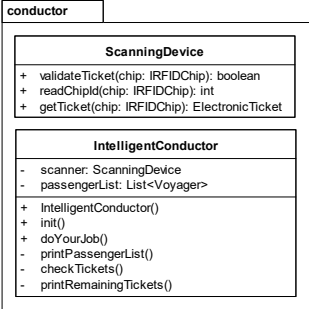 conductor
ScanningDevice
+ validateTicket(chip: IRFIDChip): boolean
+ readChipId(chip: IRFIDChip): int
+ getTicket(chip: IRFIDChip): ElectronicTicket
IntelligentConductor
- scanner: ScanningDevice
- passengerList: List<Voyager>
+ IntelligentConductor()
+ init()
+ doYourJob()
- printPassengerList()
- checkTickets()
- printRemainingTickets()